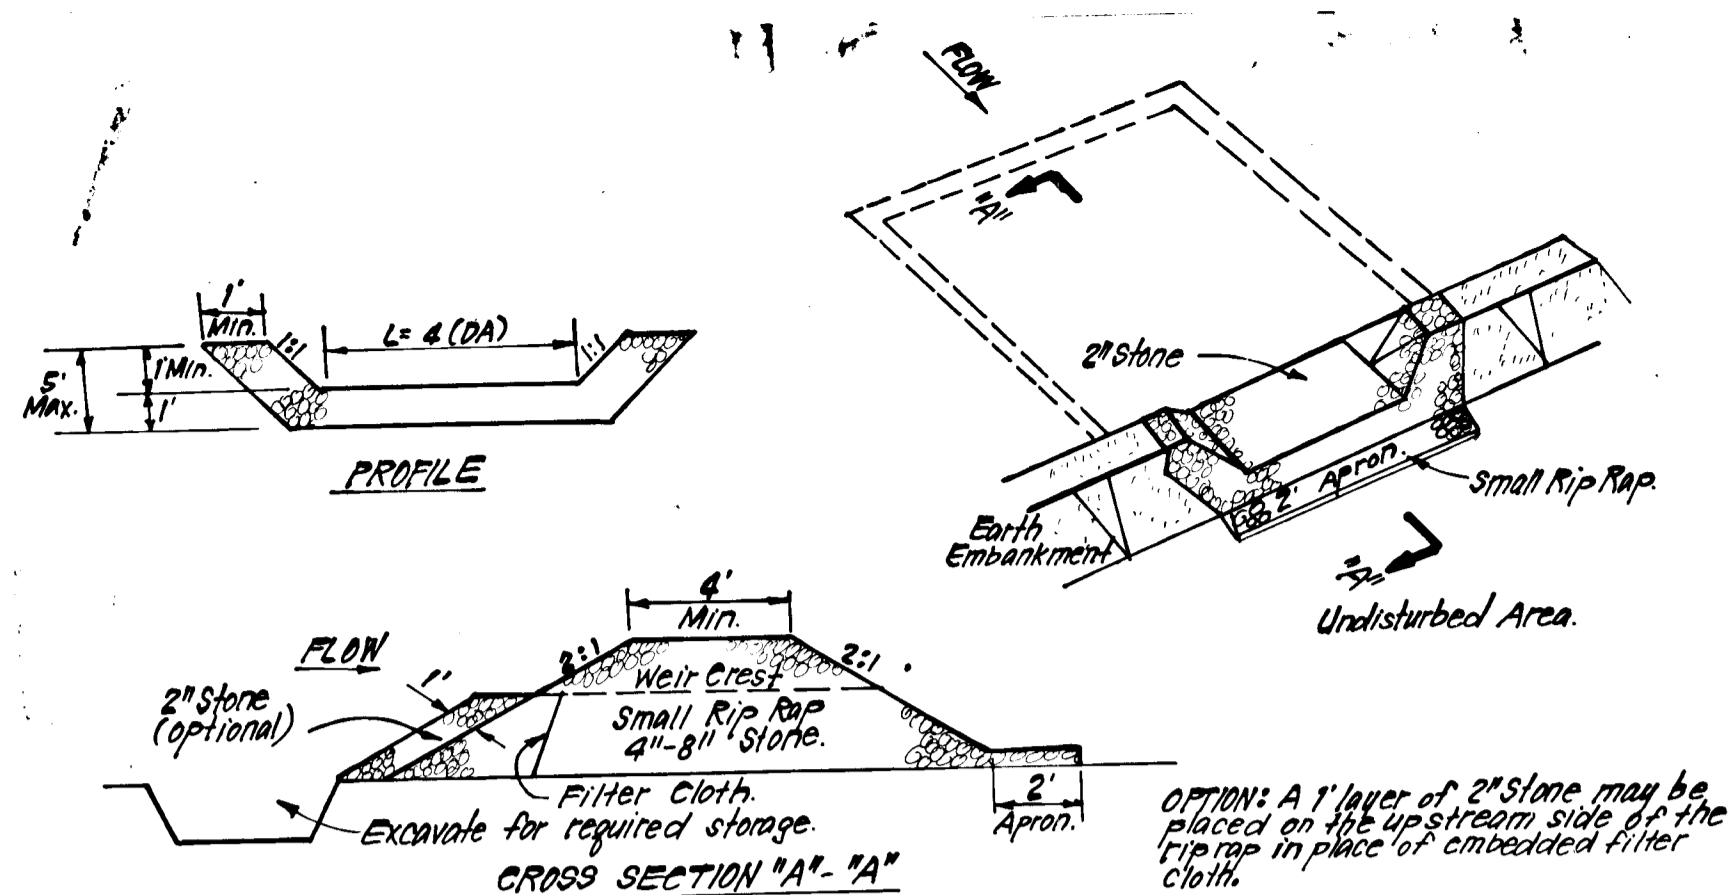 FLOW
"A"
1'
Min.
1:1
L= 4 (DA)
1:1
5'
Max.
1' Min.
1'
PROFILE
2" Stone
2' Apron.
Small Rip Rap.
Earth
Embankment
"A"
Undisturbed Area.
4'
Min.
FLOW
1'
2:1
2:1
2" Stone
(optional)
Weir Crest
Small Rip Rap
4"-8" Stone.
Filter Cloth.
Excavate for required storage.
2'
Apron.
CROSS SECTION "A"-"A"
OPTION: A 1' layer of 2" Stone may be
placed on the upstream side of the
rip rap in place of embedded filter
cloth.